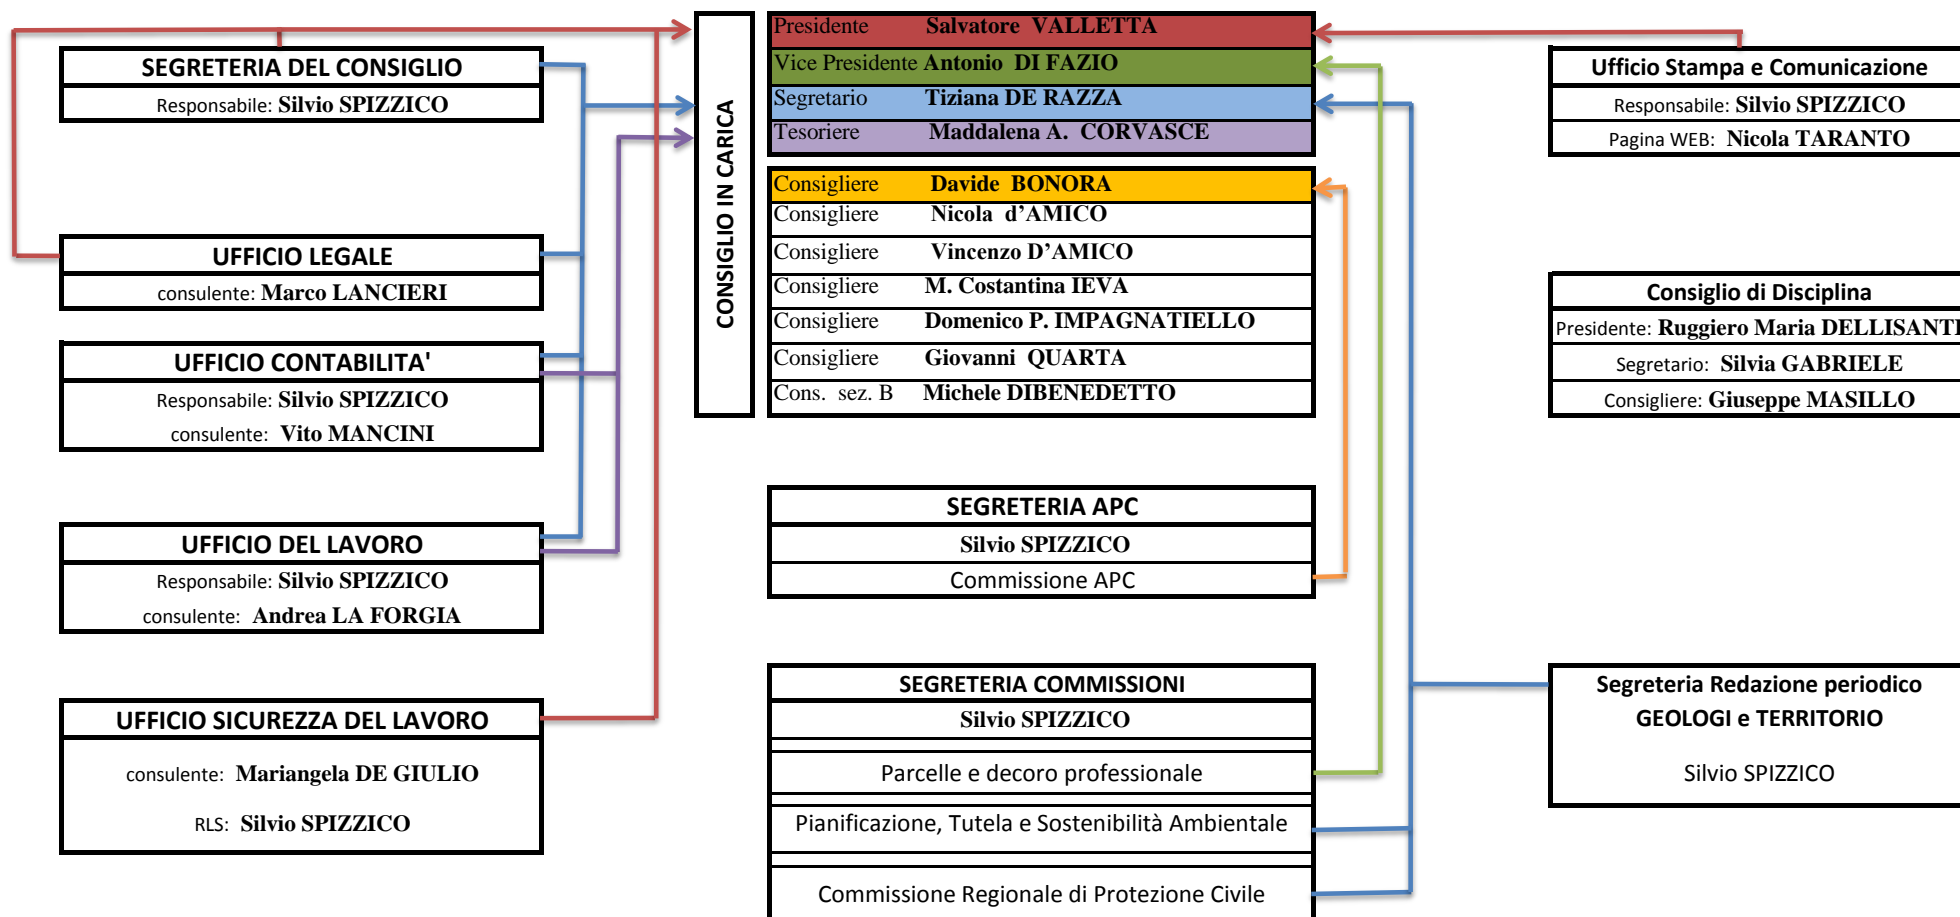 SEGRETERIA DEL CONSIGLIO
Responsabile: Silvio SPIZZICO
UFFICIO LEGALE
consulente: Marco LANCIERI
UFFICIO CONTABILITA'
Responsabile: Silvio SPIZZICO
consulente: Vito MANCINI
UFFICIO DEL LAVORO
Responsabile: Silvio SPIZZICO
consulente: Andrea LA FORGIA
UFFICIO SICUREZZA DEL LAVORO
consulente: Mariangela DE GIULIO
RLS: Silvio SPIZZICO
CONSIGLIO IN CARICA
Presidente Salvatore VALLETTA
Vice Presidente Antonio DI FAZIO
Segretario Tiziana DE RAZZA
Tesoriere Maddalena A. CORVASCE
Consigliere Davide BONORA
Consigliere Nicola d'AMICO
Consigliere Vincenzo D'AMICO
Consigliere M. Costantina IEVA
Consigliere Domenico P. IMPAGNATIELLO
Consigliere Giovanni QUARTA
Cons. sez. B Michele DIBENEDETTO
SEGRETERIA APC
Silvio SPIZZICO
Commissione APC
SEGRETERIA COMMISSIONI
Silvio SPIZZICO
Parcelle e decoro professionale
Pianificazione, Tutela e Sostenibilità Ambientale
Commissione Regionale di Protezione Civile
Ufficio Stampa e Comunicazione
Responsabile: Silvio SPIZZICO
Pagina WEB: Nicola TARANTO
Consiglio di Disciplina
Presidente: Ruggiero Maria DELLISANTI
Segretario: Silvia GABRIELE
Consigliere: Giuseppe MASILLO
Segreteria Redazione periodico
GEOLOGI e TERRITORIO
Silvio SPIZZICO